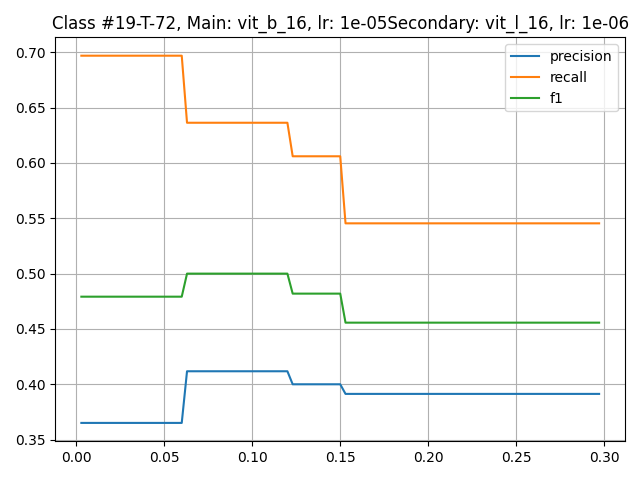 Class #19-T-72, Main: vit_b_16, lr: 1e-05Secondary: vit_l_16, lr: 1e-06
precision
recall
f1
0.70
0.65
0.60
0.55
0.50
0.45
0.40
0.35
0.00 0.05 0.10 0.15 0.20 0.25 0.30